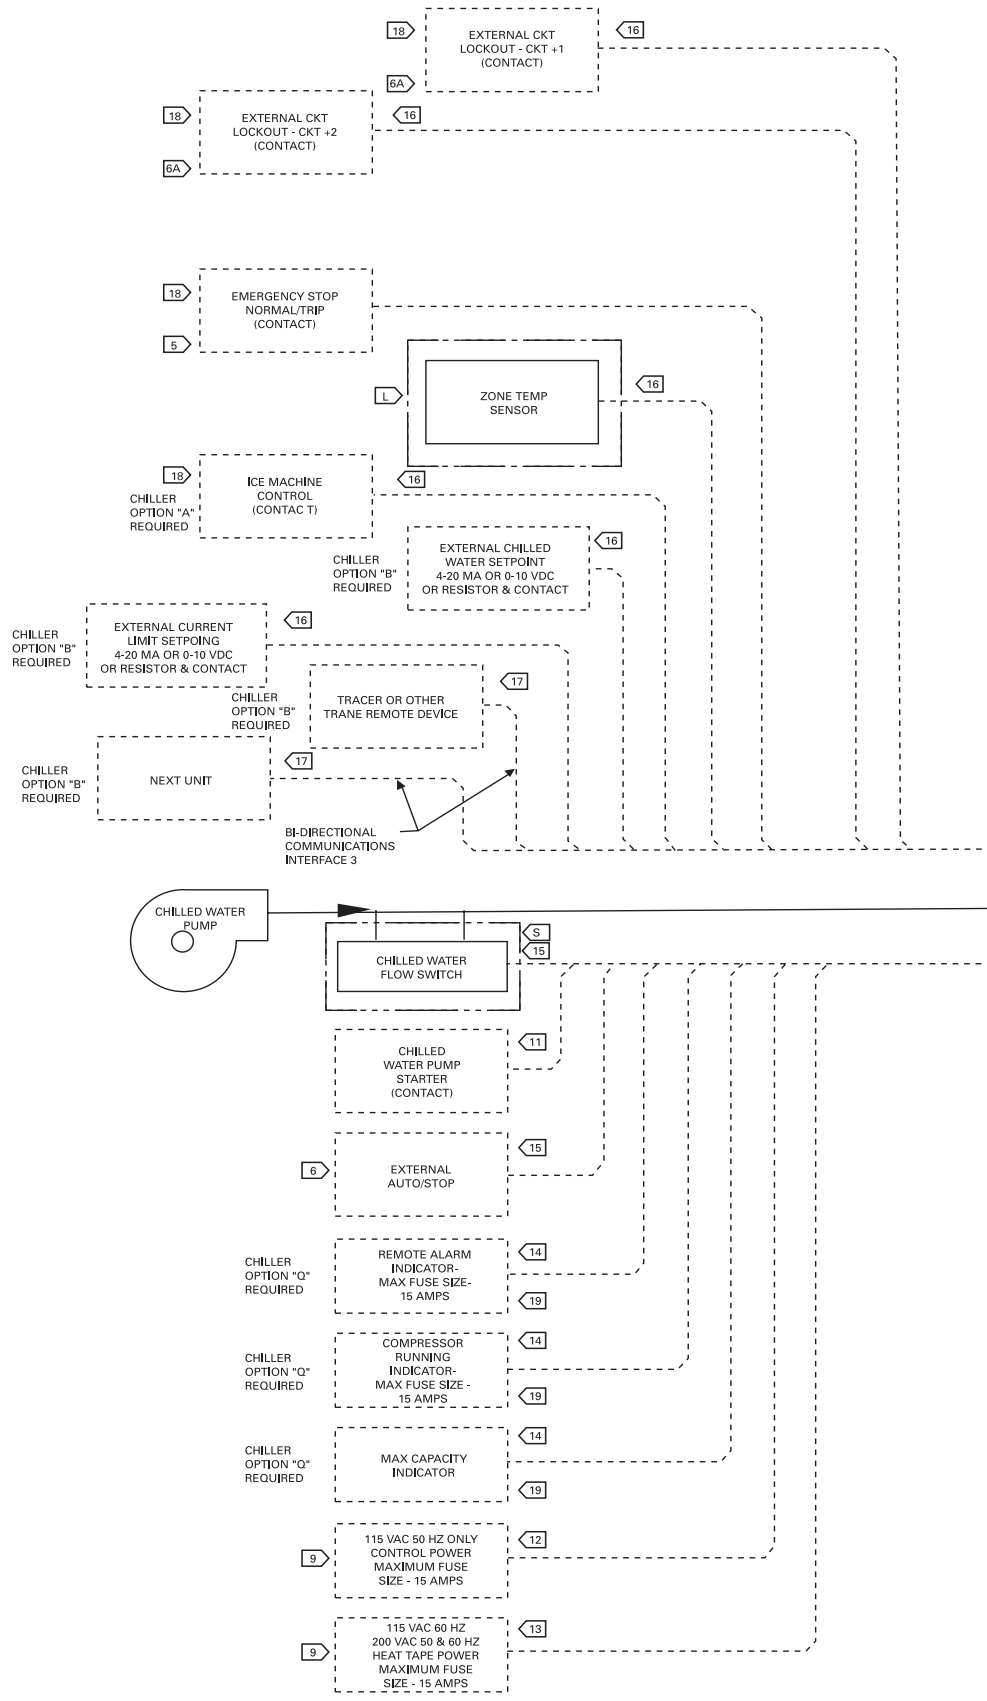 18
EXTERNAL CKT
LOCKOUT - CKT +1
(CONTACT)
16
6A
18
EXTERNAL CKT
LOCKOUT - CKT +2
(CONTACT)
16
6A
18
EMERGENCY STOP
NORMAL/TRIP
(CONTACT)
5
L
ZONE TEMP
SENSOR
16
18
CHILLER
OPTION "A"
REQUIRED
ICE MACHINE
CONTROL
(CONTAC T)
16
CHILLER
OPTION "B"
REQUIRED
EXTERNAL CHILLED
WATER SETPOINT
4-20 MA OR 0-10 VDC
OR RESISTOR & CONTACT
16
CHILLER
OPTION "B"
REQUIRED
EXTERNAL CURRENT
LIMIT SETPOING
4-20 MA OR 0-10 VDC
OR RESISTOR & CONTACT
16
CHILLER
OPTION "B"
REQUIRED
TRACER OR OTHER
TRANE REMOTE DEVICE
17
CHILLER
OPTION "B"
REQUIRED
NEXT UNIT
17
BI-DIRECTIONAL
COMMUNICATIONS
INTERFACE 3
CHILLED WATER
PUMP
S
15
CHILLED WATER
FLOW SWITCH
CHILLED
WATER PUMP
STARTER
(CONTACT)
11
6
EXTERNAL
AUTO/STOP
15
CHILLER
OPTION "Q"
REQUIRED
REMOTE ALARM
INDICATOR-
MAX FUSE SIZE-
15 AMPS
14
19
CHILLER
OPTION "Q"
REQUIRED
COMPRESSOR
RUNNING
INDICATOR-
MAX FUSE SIZE -
15 AMPS
14
19
CHILLER
OPTION "Q"
REQUIRED
MAX CAPACITY
INDICATOR
14
19
9
115 VAC 50 HZ ONLY
CONTROL POWER
MAXIMUM FUSE
SIZE - 15 AMPS
12
9
115 VAC 60 HZ
200 VAC 50 & 60 HZ
HEAT TAPE POWER
MAXIMUM FUSE
SIZE - 15 AMPS
13